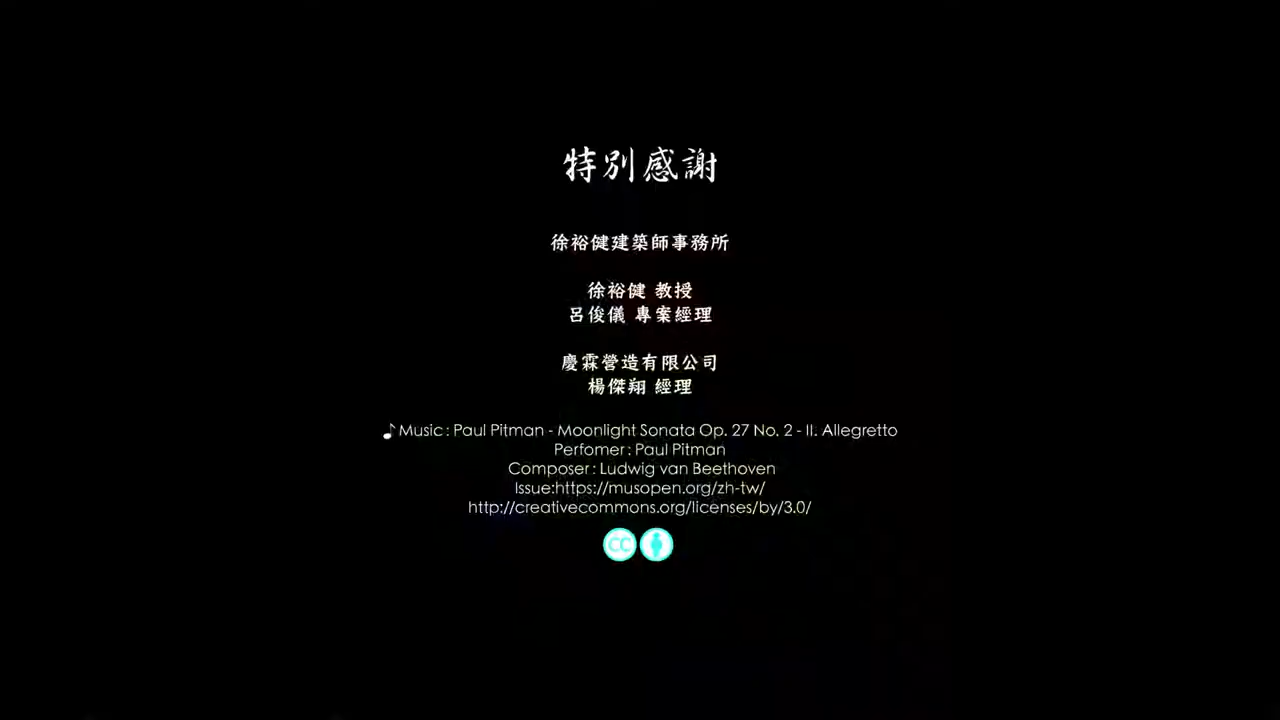 特別感謝
徐裕健建築師事務所
徐裕健 教授
呂俊儀 專案經理
慶霖營造有限公司
楊傑翔 經理
♪ Music : Paul Pitman - Moonlight Sonata Op. 27 No. 2 - II. Allegretto
Perfomer : Paul Pitman
Composer : Ludwig van Beethoven
Issue:https://musopen.org/zh-tw/
http://creativecommons.org/licenses/by/3.0/
CC